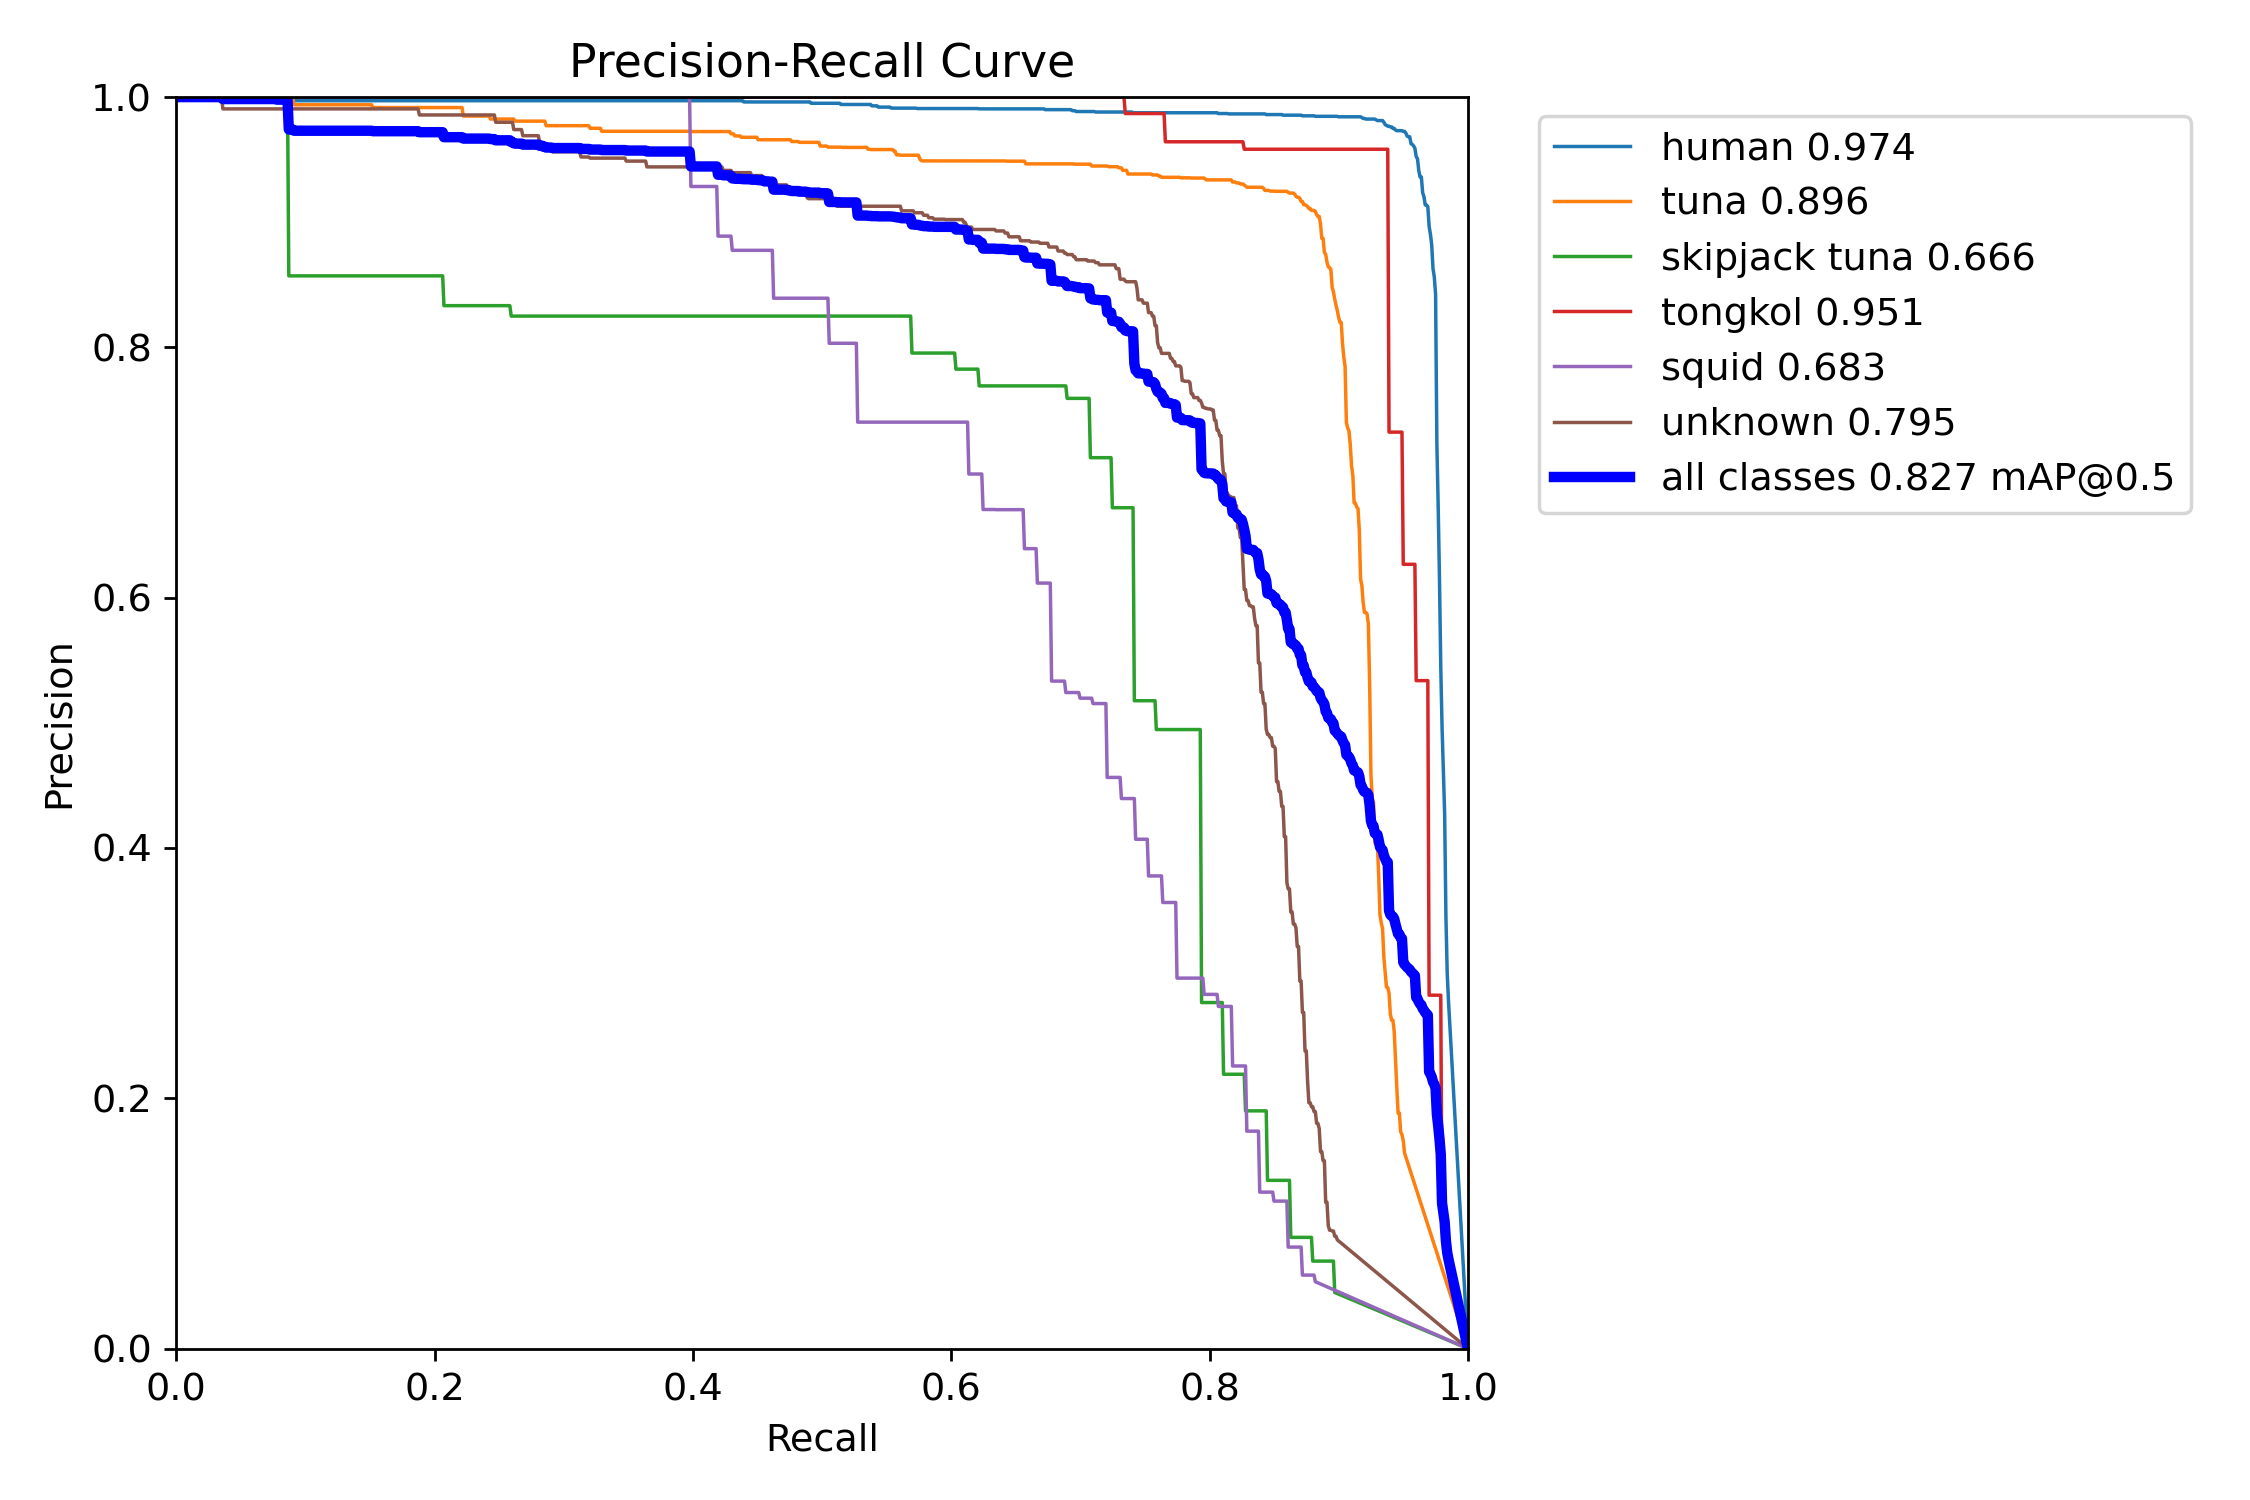 Precision-Recall Curve
1.0
0.8
0.6
0.4
0.2
0.0
Precision
0.0 0.2 0.4 0.6 0.8 1.0
Recall
human 0.974
tuna 0.896
skipjack tuna 0.666
tongkol 0.951
squid 0.683
unknown 0.795
all classes 0.827 mAP@0.5